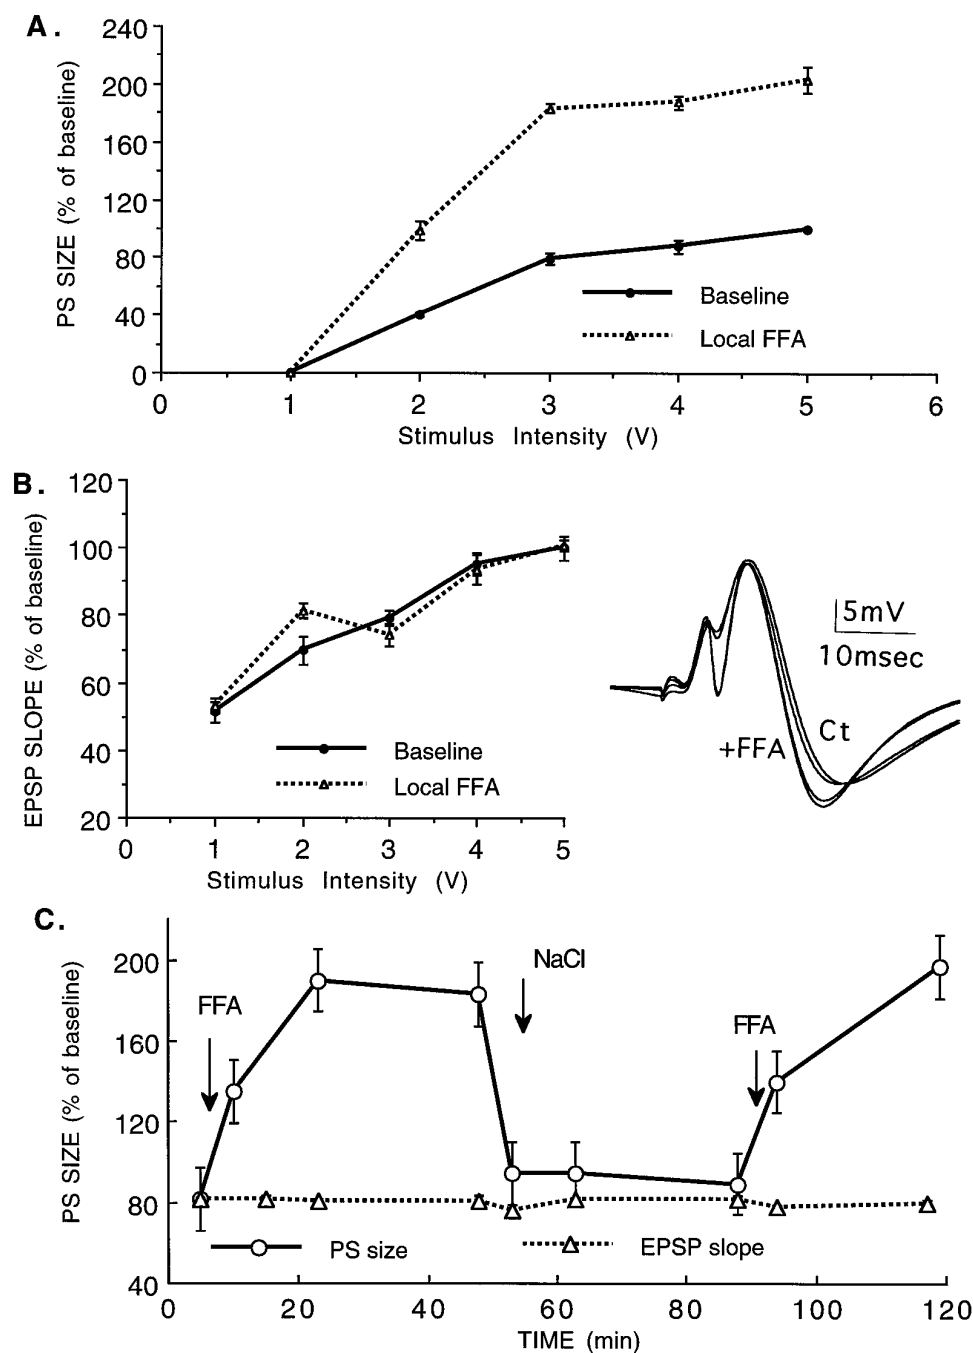 A.
PS SIZE (% of baseline)
240
200
160
120
80
40
0
0 1 2 3 4 5 6
Stimulus Intensity (V)
Baseline
Local FFA
B.
EPSP SLOPE (% of baseline)
120
100
80
60
40
20
0 1 2 3 4 5
Stimulus Intensity (V)
Baseline
Local FFA
5mV
10msec
Ct
+FFA
C.
PS SIZE (% of baseline)
200
160
120
80
40
0 20 40 60 80 100 120
TIME (min)
FFA
NaCl
FFA
PS size
EPSP slope